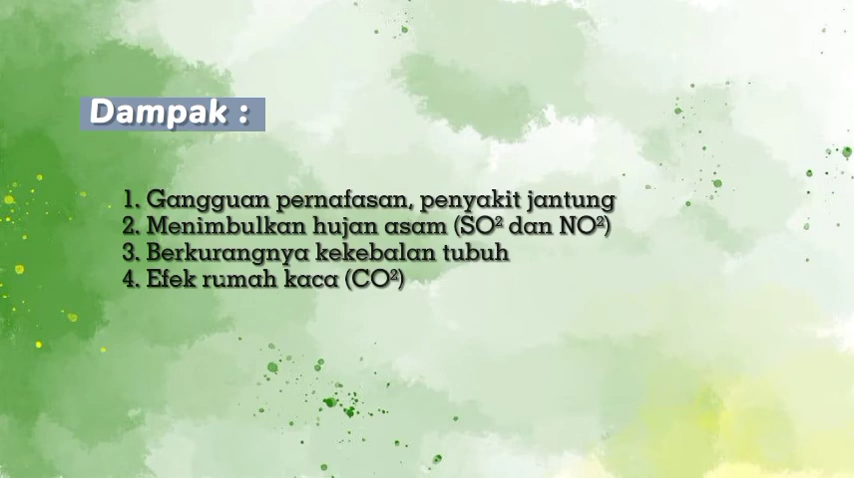 Dampak :
1. Gangguan pernafasan, penyakit jantung
2. Menimbulkan hujan asam (SO² dan NO²)
3. Berkurangnya kekebalan tubuh
4. Efek rumah kaca (CO²)